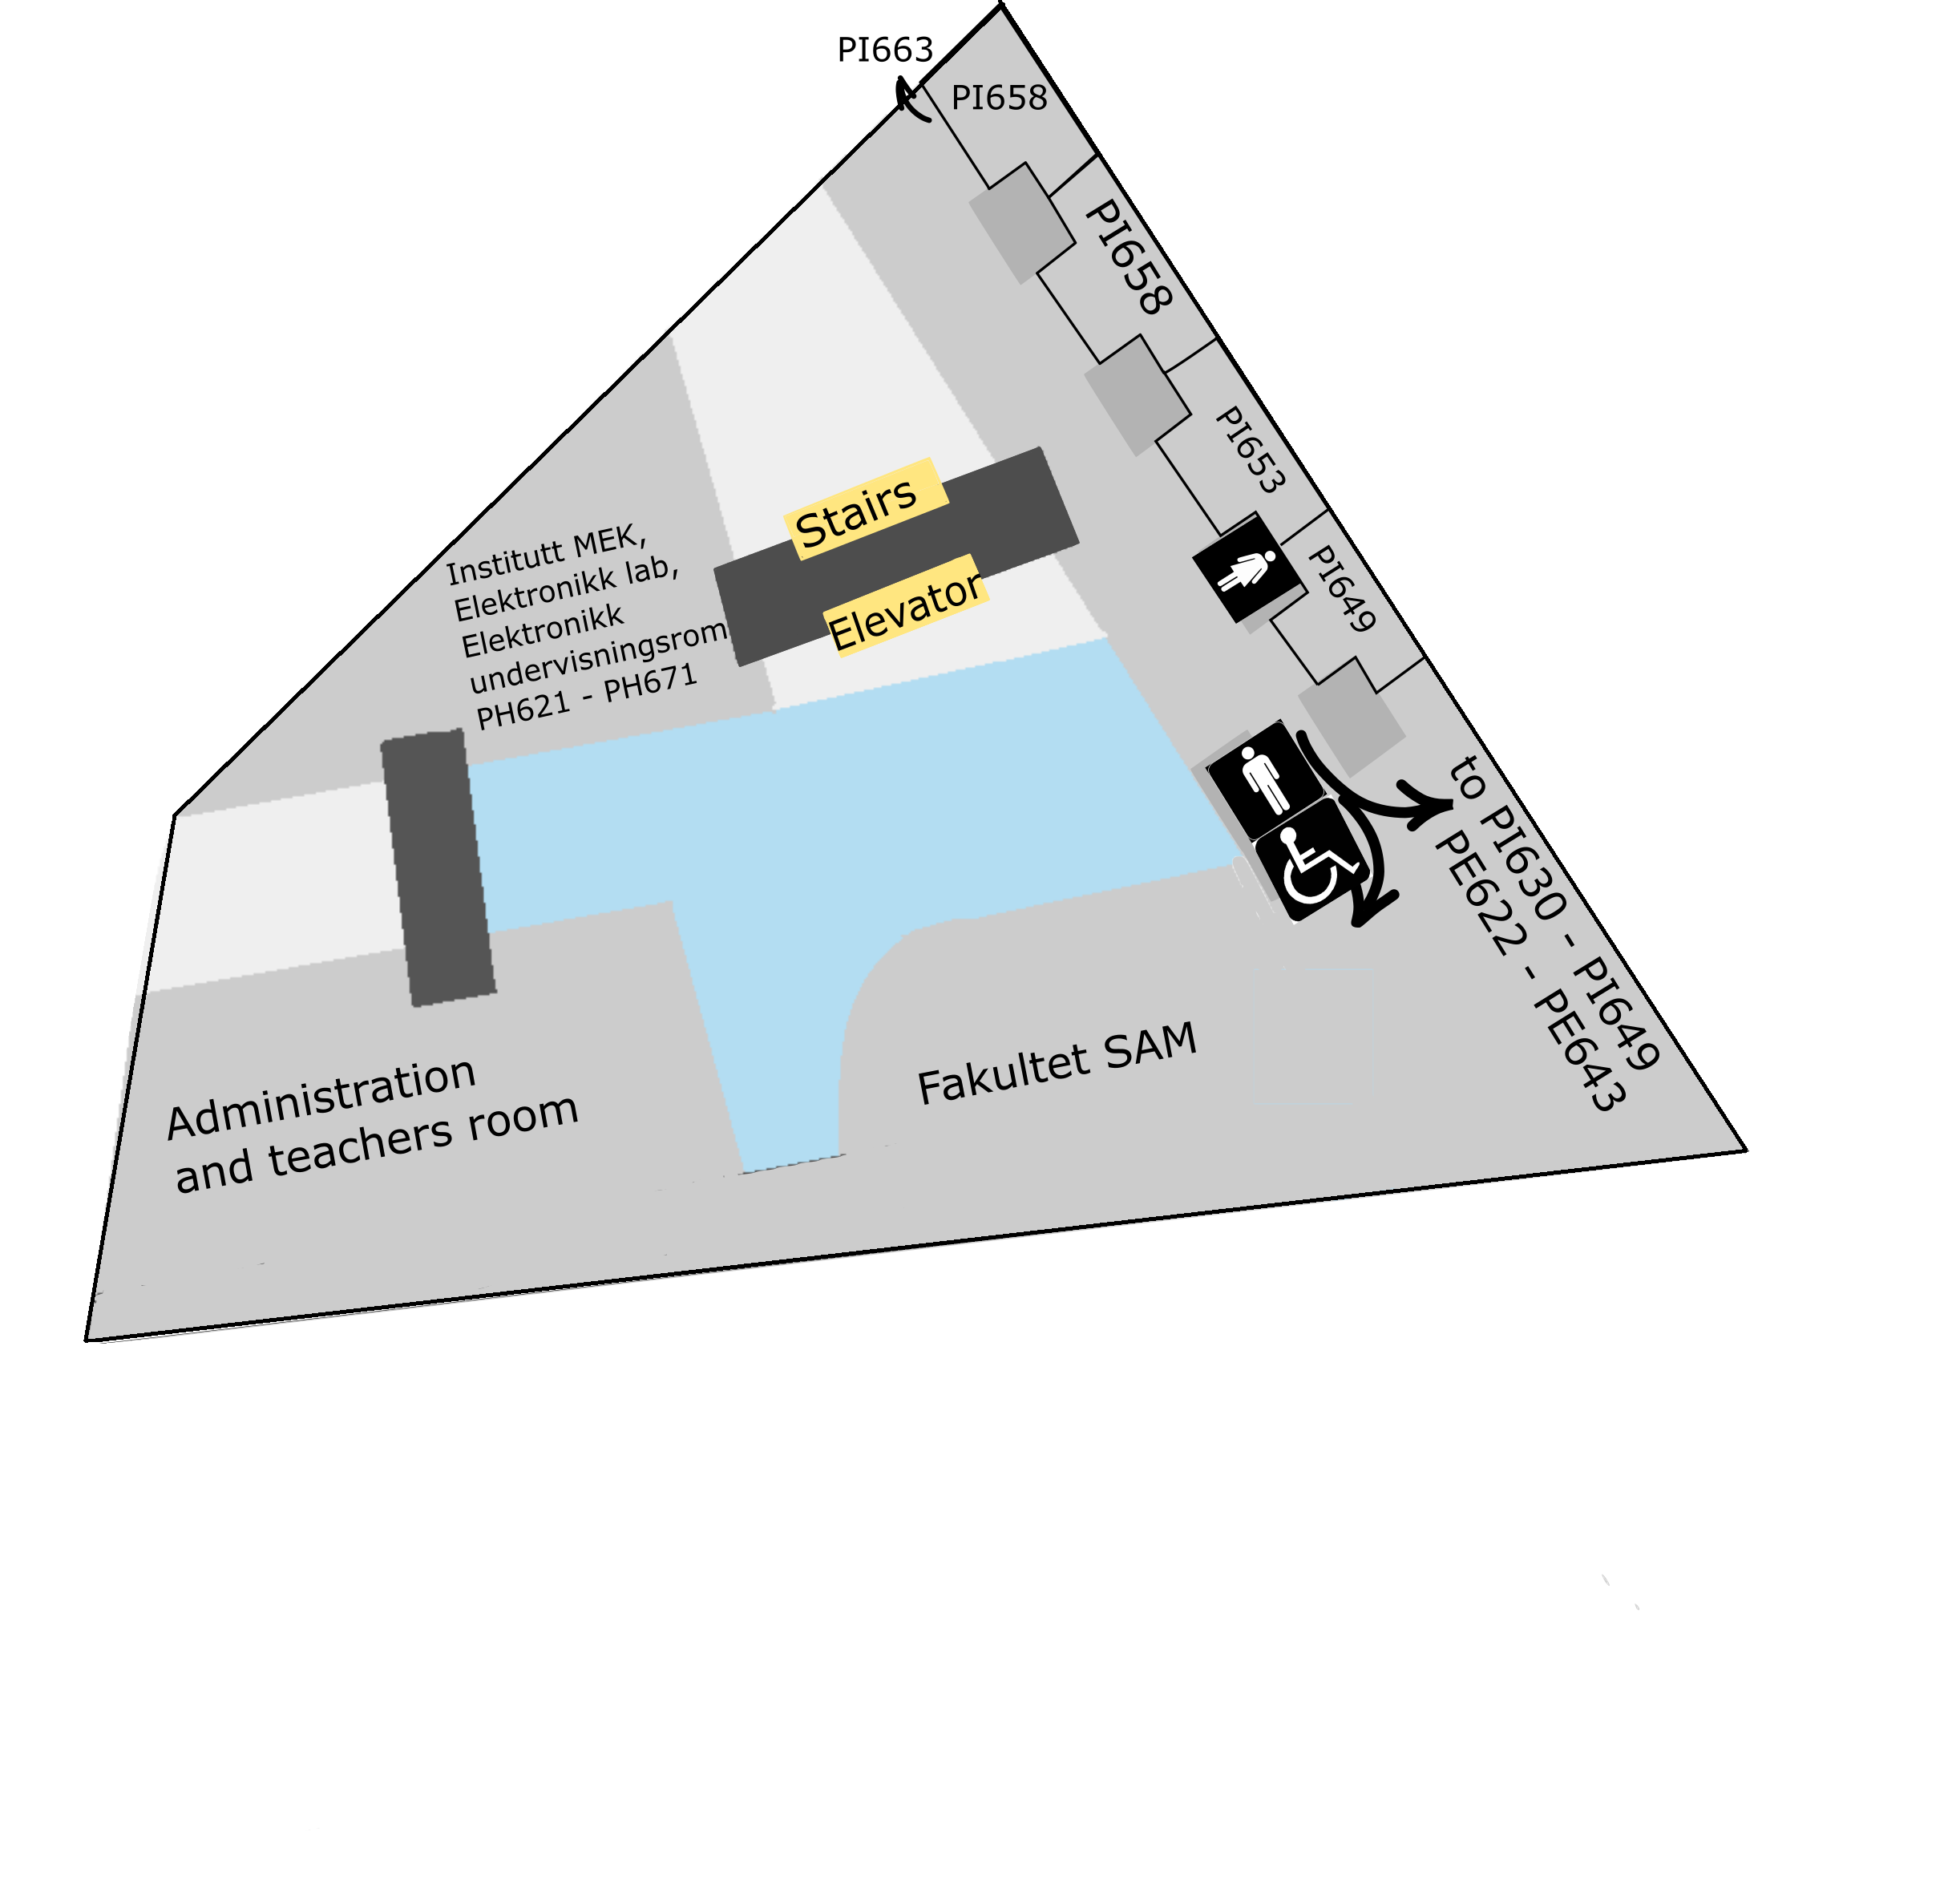 PI663
PI658
PI658
PI653
PI649
Stairs
Elevator
Institutt MEK,
Elektronikk lab,
Elektronikk
undervisningsrom
PH621 - PH671
to PI630 - PI649
PE622 - PE643
Administration
and teachers room
Fakultet SAM